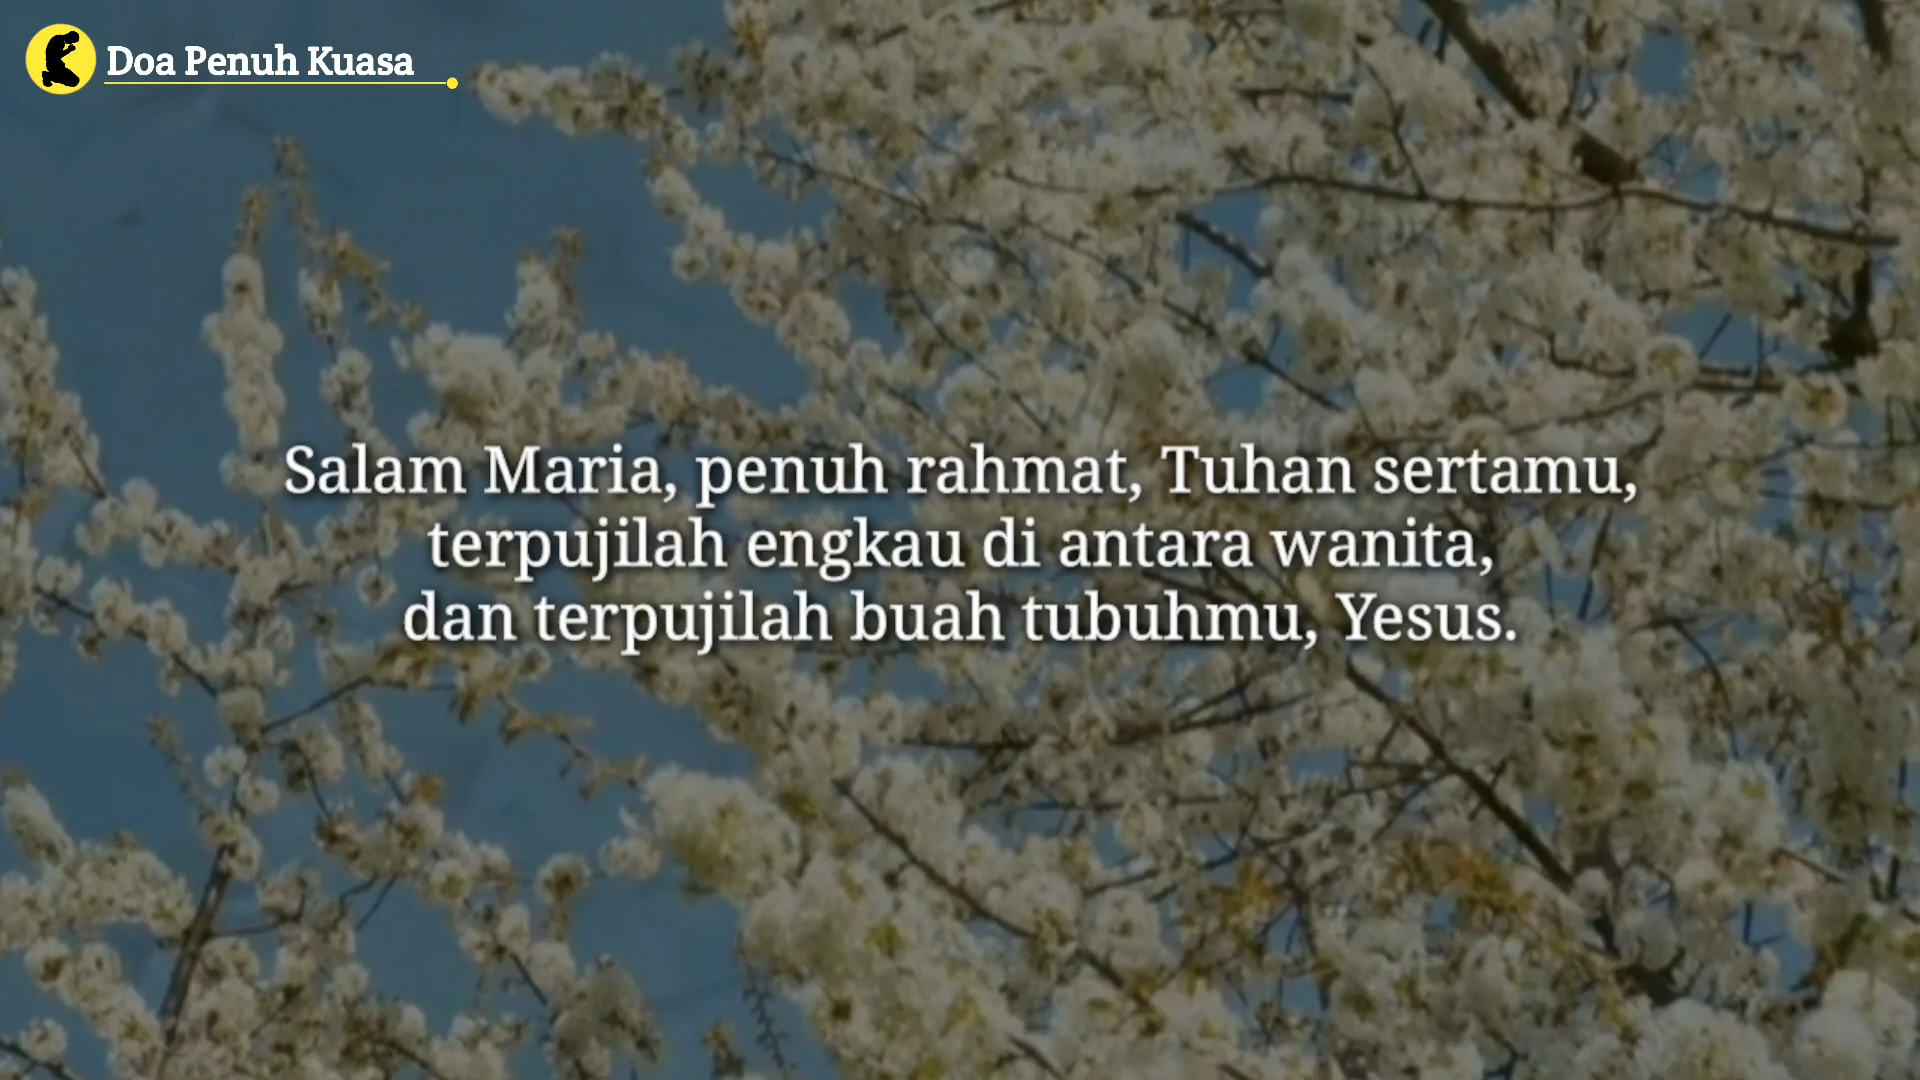 Doa Penuh Kuasa
Salam Maria, penuh rahmat, Tuhan sertamu,
terpujilah engkau di antara wanita,
dan terpujilah buah tubuhmu, Yesus.